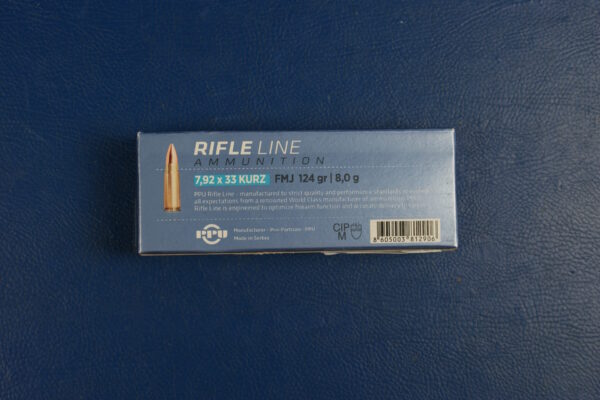 RIFLE LINE
AMMUNITION
7,92 x 33 KURZ FMJ 124 gr | 8,0 g
PPU Rifle Line - manufactured to strict quality and performance standards to exceed
all expectations from a renowned World Class manufacturer of ammunition. PPU
Rifle Line is engineered to optimize firearm function and accurate delivery
PPU
Manufacturer - Prvi Partizan - PPU
Made in Serbia
CIP
M
8 605003 812906